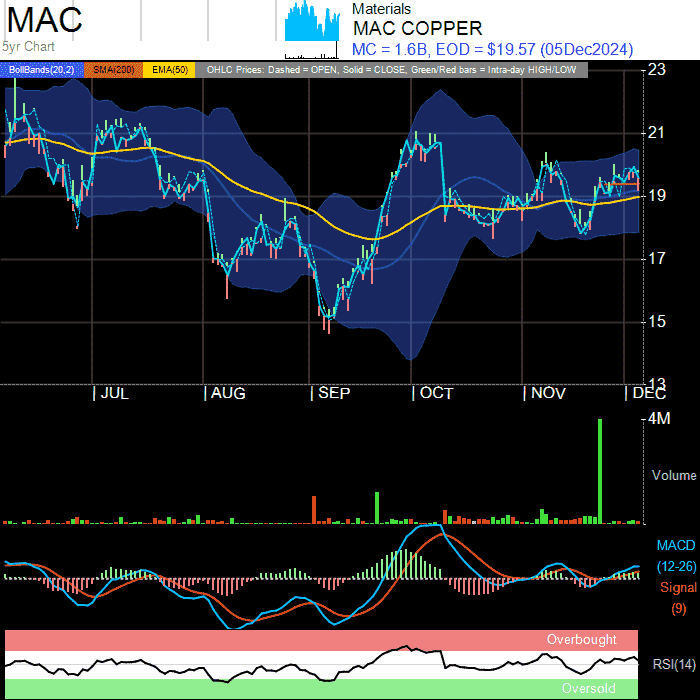 MAC
5yr Chart
Materials
MAC COPPER
MC = 1.6B, EOD = $19.57 (05Dec2024)
BollBands(20,2) SMA(200) EMA(50) OHLC Prices: Dashed = OPEN, Solid = CLOSE, Green/Red bars = Intra-day HIGH/LOW
23
21
19
17
15
13
| JUL | AUG | SEP | OCT | NOV | DEC
4M
Volume
MACD
(12-26)
Signal
(9)
Overbought
RSI(14)
Oversold